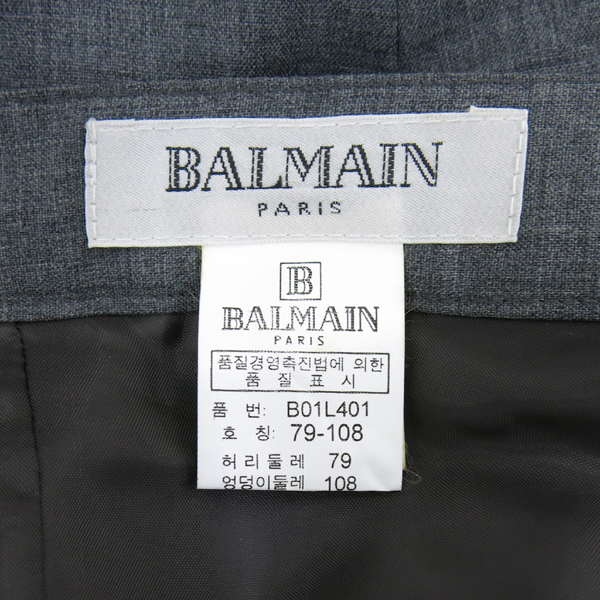 BALMAIN
PARIS
B
BALMAIN
PARIS
품질경영촉진법에 의한
품 질 표 시
품 번: B01L401
호 칭: 79-108
허리둘레 79
엉덩이둘레 108